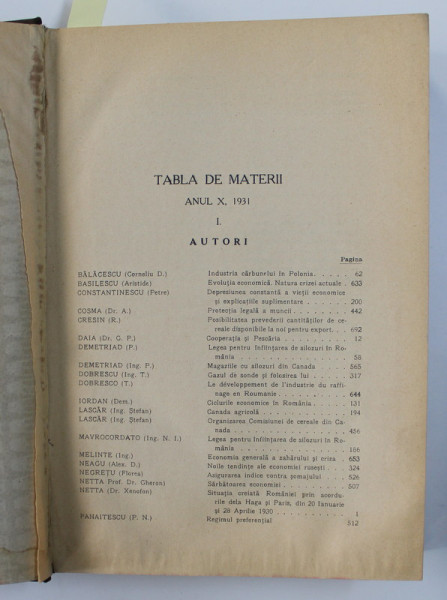 TABLA DE MATERII
ANUL X, 1931
I.
AUTORI
Pagina
BĂLĂCESCU (Corneliu D.) Industria cărbunelui în Polonia. . . . . 62
BASILESCU (Aristide) Evoluția economică. Natura crizei actuale . 633
CONSTANTINESCU (Petre) Depresiunea constantă a vieții economice
și explicațiile suplimentare . . . . . 200
COSMA (Dr. A.) Protecția legală a muncii. . . . . . 442
CRESIN (R.) Posibilitatea prevederii cantităților de ce-
reale disponibile la noi pentru export. . 692
DAIA (Dr. G. P.) Cooperația și Pescăria . . . . . . 12
DEMETRIAD (P.) Legea pentru înființarea de silozuri în Ro-
mânia . . . . . . . . . . 58
DEMETRIAD (Ing. P.) Magaziile cu silozuri din Canada . . . . 565
DOBRESCU (Ing. T.) Gazul de sonde și folosirea lui . . . . . 317
DOBRESCO (T.) Le développement de l'industrie du raffi-
nage en Roumanie . . . . . . . 644
IORDAN (Dem.) Ciclurile economice în România . . . . 131
LASCĂR (Ing. Ștefan) Canada agricolă . . . . . . . . 194
LASCĂR (Ing. Ștefan) Organizarea Comisionei de cereale din Ca-
nada . . . . . . . . . . 456
MAVROCORDATO (Ing. N. I.) Legea pentru înființarea de silozuri în Ro-
mânia . . . . . . . . . . 186
MELINTE (Ing.) Economia generală a zahărului și criza . 653
NEAGU (Alex. D.) Noile tendințe ale economiei rusești . . . 324
NEGREȚU (Florea) Asigurarea indice contra șomajului . . . 526
NETTA Prof. Dr. Gheron) Sărbătoarea economiei . . . . . . 507
NETTA (Dr. Xenofon) Situația creiată României prin acordu-
rile dela Haga și Paris, din 20 Ianuarie
și 28 Aprilie 1930 . . . . . . . 1
PANAITESCU (P. N.) Regimul preferențial . . . . . . . 512